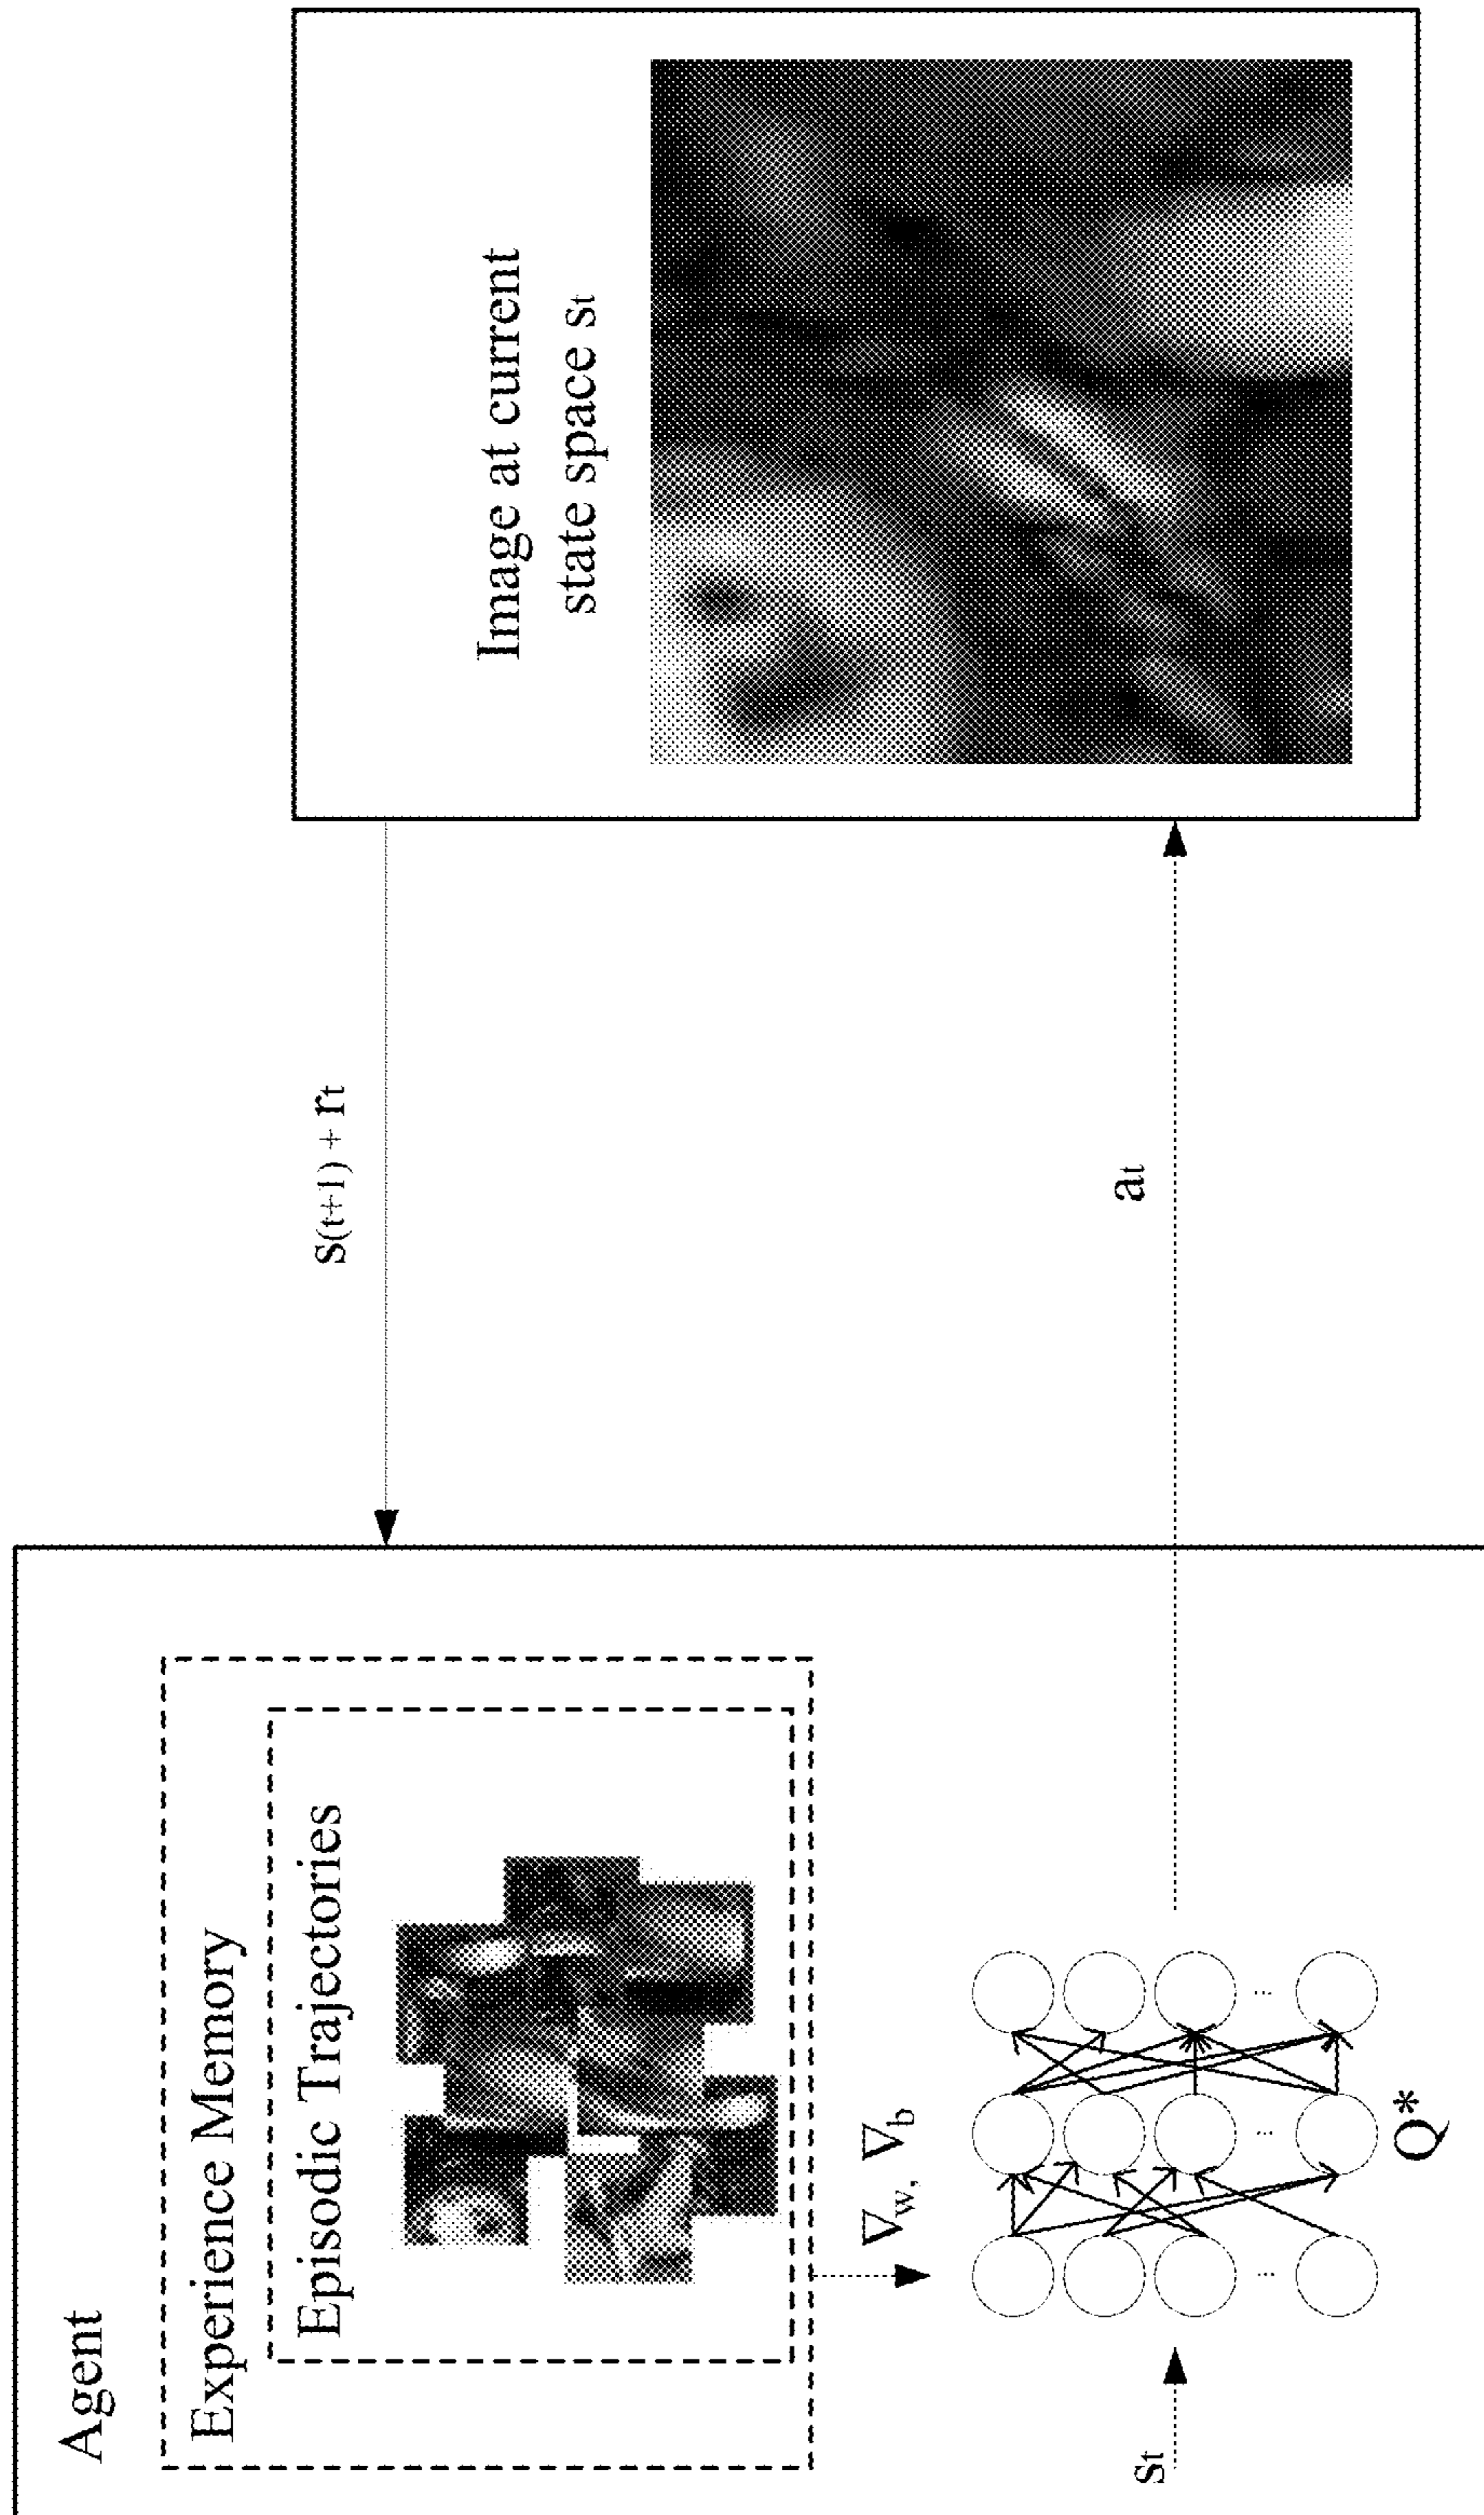 Agent
Experience Memory
Episodic Trajectories
∇w, ∇b
st
Q*
s(t+1) + rt
at
Image at current
state space st